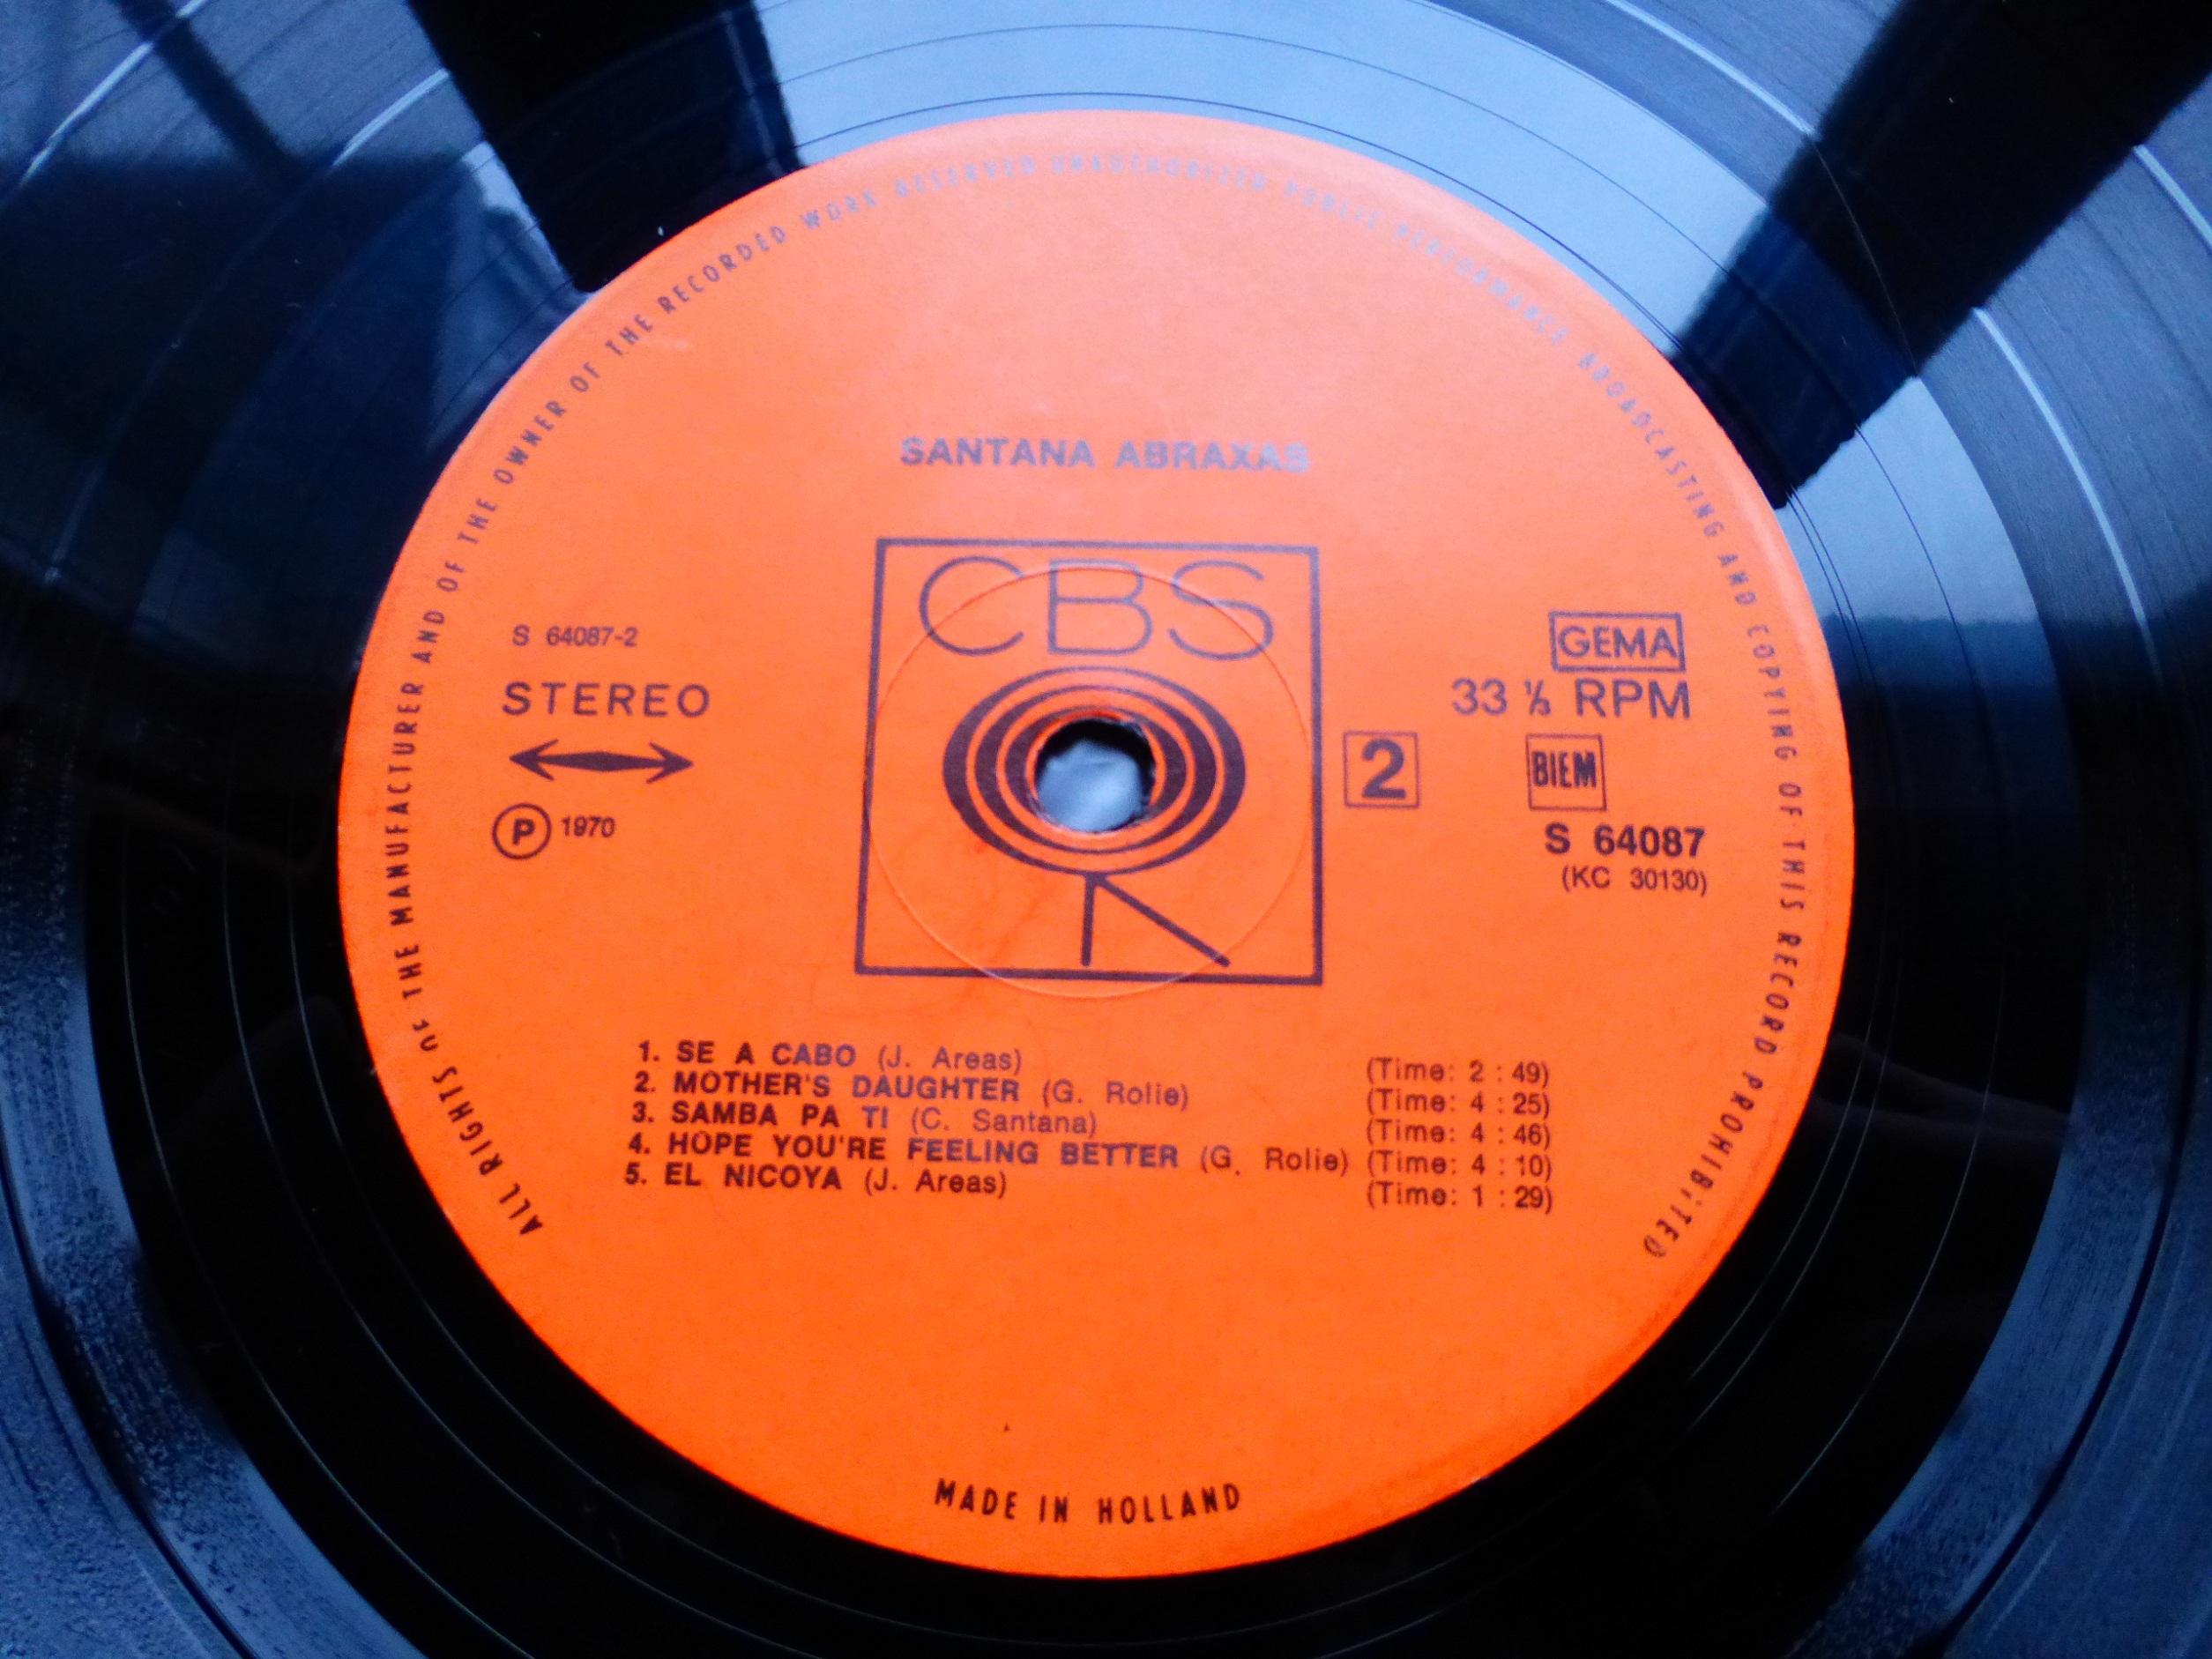 ALL RIGHTS OF THE MANUFACTURER AND OF THE OWNER OF THE RECORDED WORK RESERVED UNAUTHORIZED PUBLIC PERFORMANCE BROADCASTING AND COPYING OF THIS RECORD PROHIBITED
SANTANA ABRAXAS
CBS
S 64087-2
STEREO
P 1970
GEMA
33 ⅓ RPM
2
BIEM
S 64087
(KC 30130)
1. SE A CABO (J. Areas) (Time: 2 : 49)
2. MOTHER'S DAUGHTER (G. Rolie) (Time: 4 : 25)
3. SAMBA PA TI (C. Santana) (Time: 4 : 46)
4. HOPE YOU'RE FEELING BETTER (G. Rolie) (Time: 4 : 10)
5. EL NICOYA (J. Areas) (Time: 1 : 29)
MADE IN HOLLAND